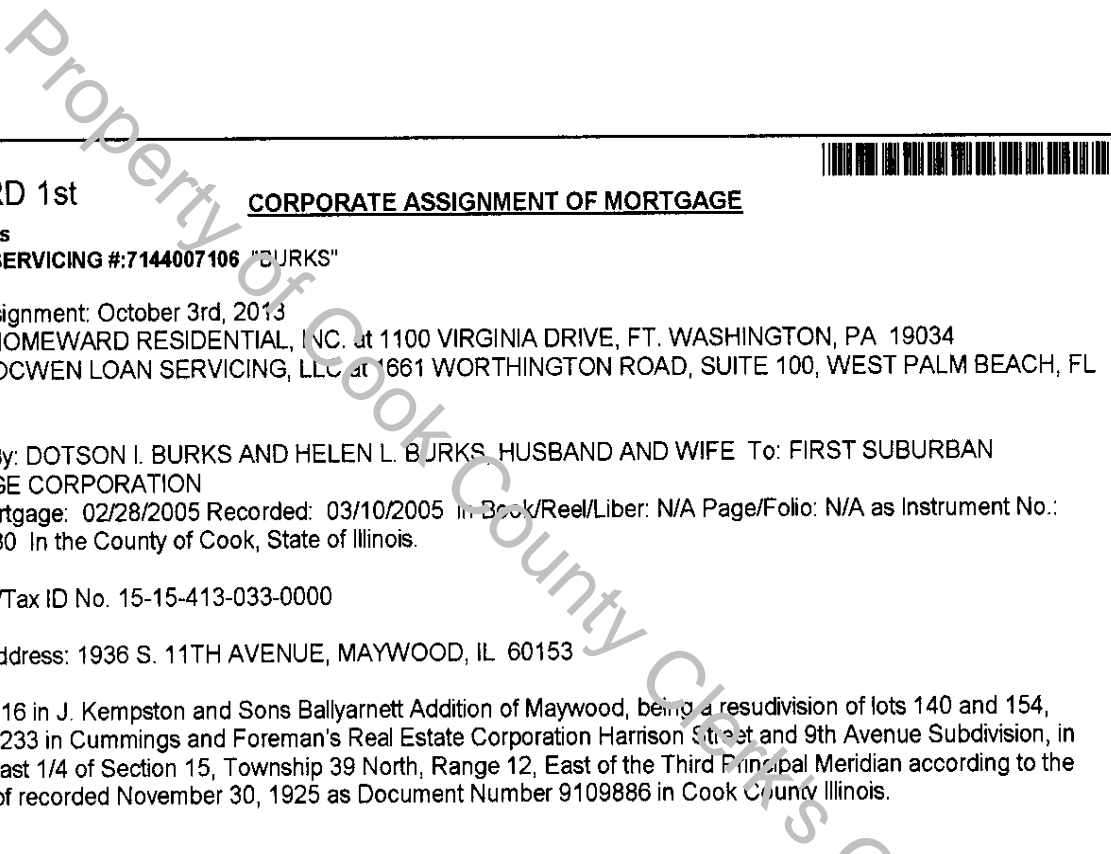 Property of Cook County Clerk's
RD 1st
CORPORATE ASSIGNMENT OF MORTGAGE
s
SERVICING #:7144007106 "BURKS"
signment: October 3rd, 2013
HOMEWARD RESIDENTIAL, INC. at 1100 VIRGINIA DRIVE, FT. WASHINGTON, PA 19034
OCWEN LOAN SERVICING, LLC at 1661 WORTHINGTON ROAD, SUITE 100, WEST PALM BEACH, FL
By: DOTSON I. BURKS AND HELEN L. BURKS, HUSBAND AND WIFE To: FIRST SUBURBAN
GE CORPORATION
rtgage: 02/28/2005 Recorded: 03/10/2005 in Book/Reel/Liber: N/A Page/Folio: N/A as Instrument No.:
30 In the County of Cook, State of Illinois.
/Tax ID No. 15-15-413-033-0000
ddress: 1936 S. 11TH AVENUE, MAYWOOD, IL 60153
16 in J. Kempston and Sons Ballyarnett Addition of Maywood, being a resudivision of lots 140 and 154,
233 in Cummings and Foreman's Real Estate Corporation Harrison Street and 9th Avenue Subdivision, in
ast 1/4 of Section 15, Township 39 North, Range 12, East of the Third Principal Meridian according to the
of recorded November 30, 1925 as Document Number 9109886 in Cook County Illinois.